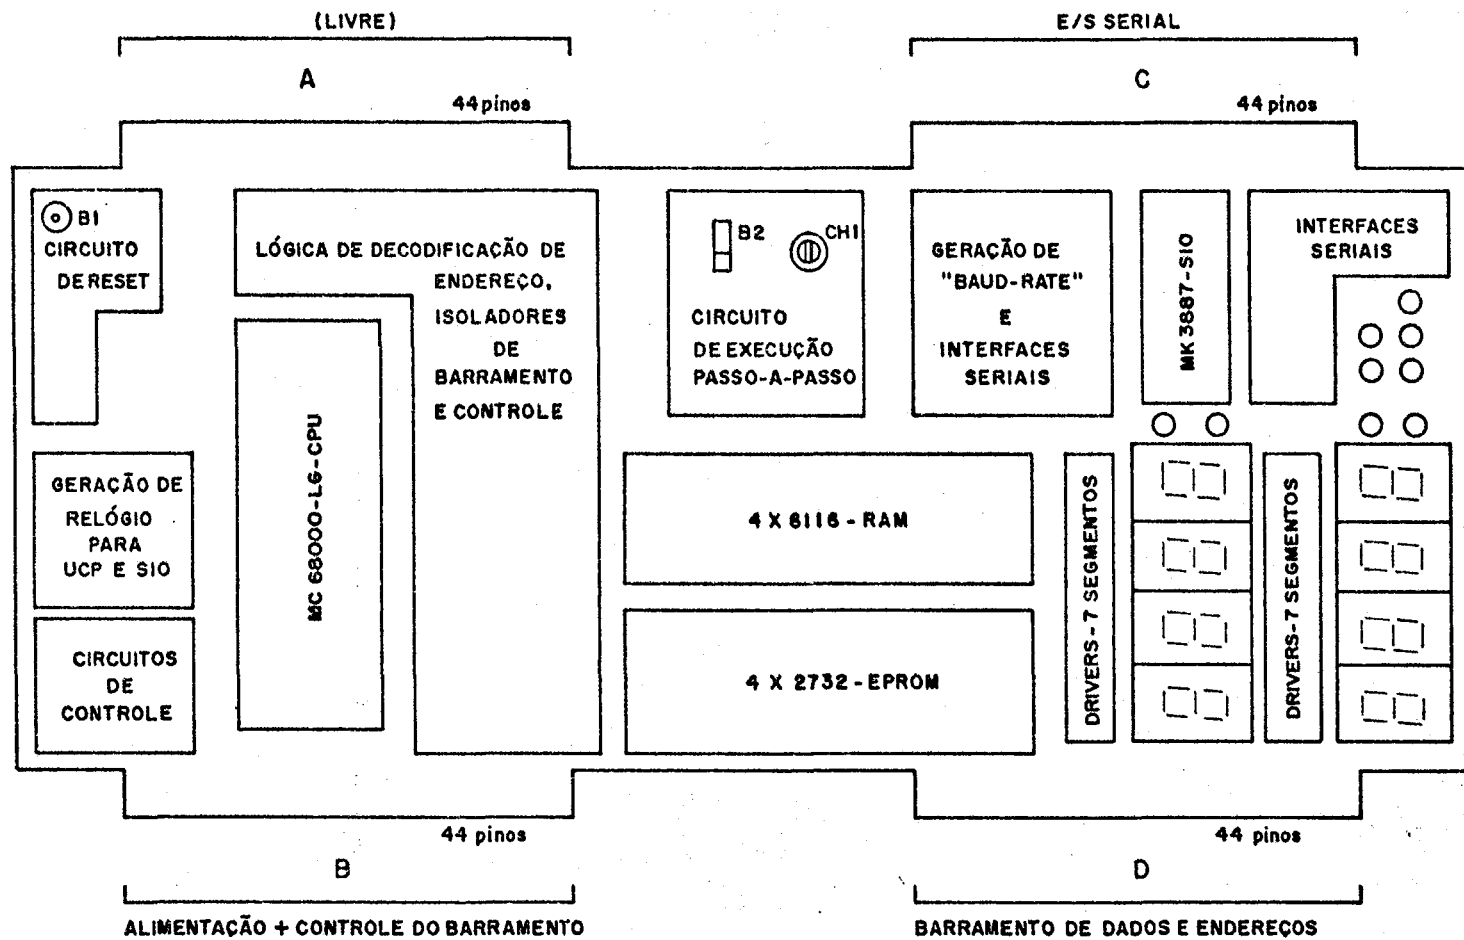 (LIVRE)
E/S SERIAL
A
C
44 pinos
44 pinos
B1
CIRCUITO
DE RESET
LÓGICA DE DECODIFICAÇÃO DE
ENDEREÇO,
ISOLADORES
DE
BARRAMENTO
E CONTROLE
B2
CH1
CIRCUITO
DE EXECUÇÃO
PASSO-A-PASSO
GERAÇÃO DE
"BAUD-RATE"
E
INTERFACES
SERIAIS
MK 3887-SIO
INTERFACES
SERIAIS
GERAÇÃO DE
RELÓGIO
PARA
UCP E SIO
MC 68000-LG-CPU
4 X 6116 - RAM
DRIVERS-7 SEGMENTOS
DRIVERS-7 SEGMENTOS
CIRCUITOS
DE
CONTROLE
4 X 2732 - EPROM
44 pinos
44 pinos
B
D
ALIMENTAÇÃO + CONTROLE DO BARRAMENTO
BARRAMENTO DE DADOS E ENDEREÇOS